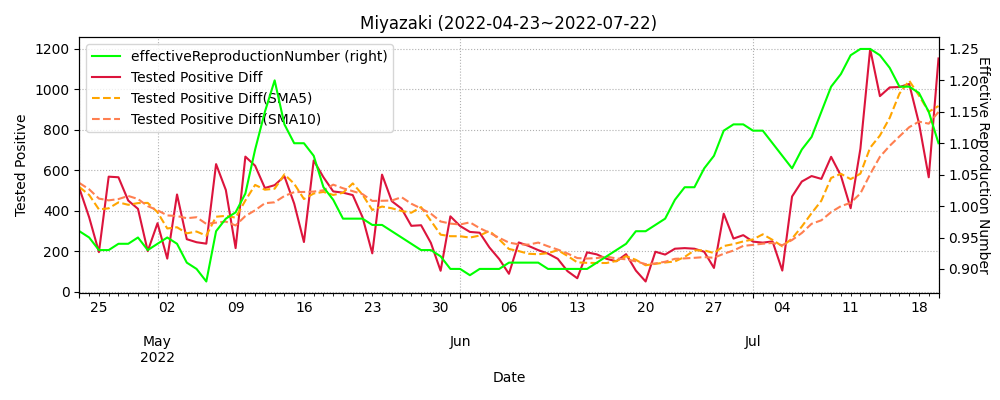 Miyazaki (2022-04-23~2022-07-22)
effectiveReproductionNumber (right)
Tested Positive Diff
Tested Positive Diff(SMA5)
Tested Positive Diff(SMA10)
Tested Positive
1200
1000
800
600
400
200
0
1.25
1.20
1.15
1.10
1.05
1.00
0.95
0.90
Effective Reproduction Number
25 02 09 16 23 30 06 13 20 27 04 11 18
May Jun Jul
2022
Date